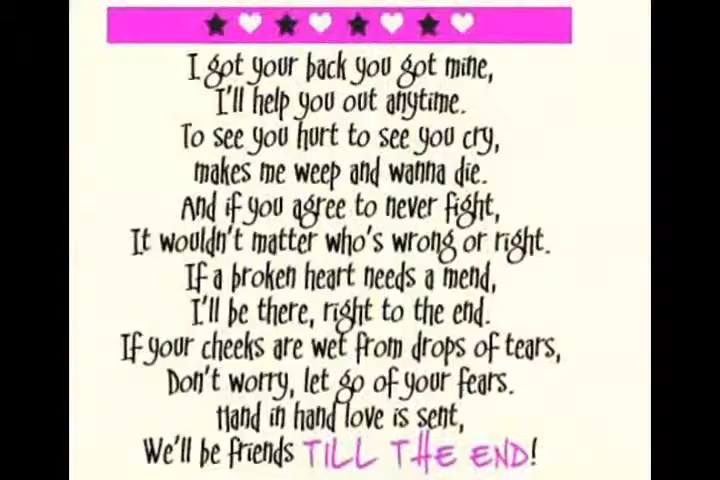 I got your back you got mine,
I'll help you out anytime.
To see you hurt to see you cry,
makes me weep and wanna die.
And if you agree to never fight,
It wouldn't matter who's wrong or right.
If a broken heart needs a mend,
I'll be there, right to the end.
If your cheeks are wet from drops of tears,
Don't worry, let go of your fears.
Hand in hand love is sent,
We'll be friends TILL THE END!